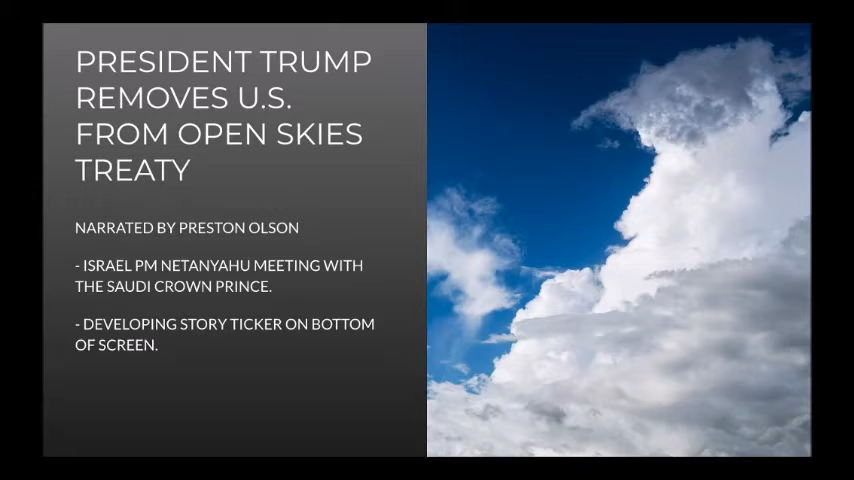 PRESIDENT TRUMP
REMOVES U.S.
FROM OPEN SKIES
TREATY
NARRATED BY PRESTON OLSON
- ISRAEL PM NETANYAHU MEETING WITH
THE SAUDI CROWN PRINCE.
- DEVELOPING STORY TICKER ON BOTTOM
OF SCREEN.